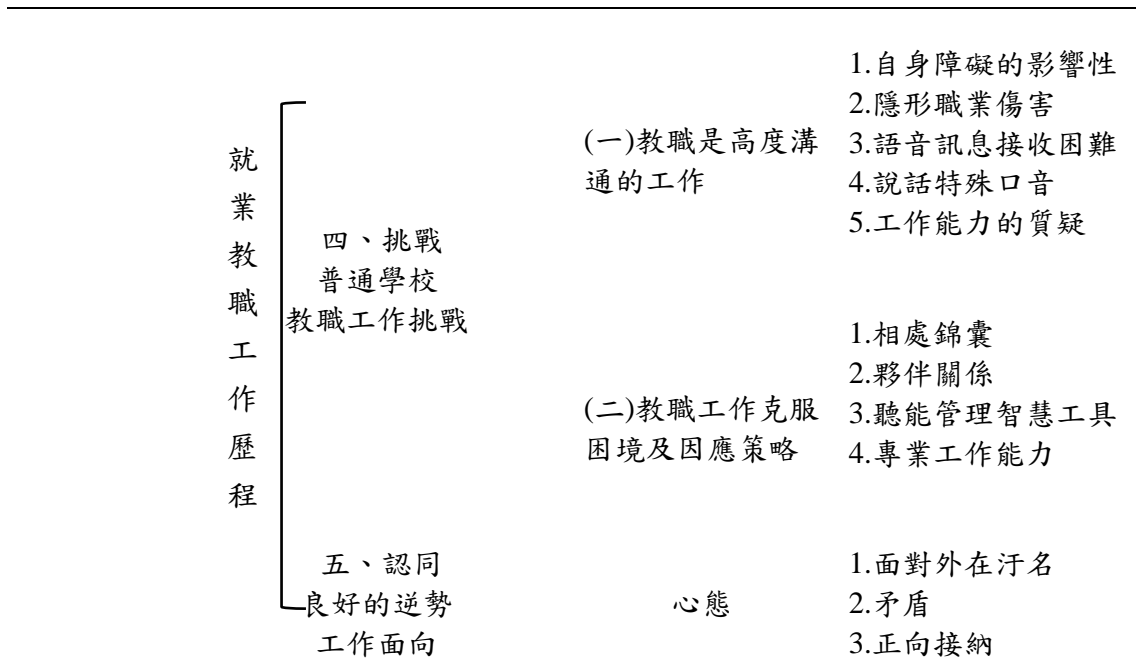 就業教職工作歷程
四、挑戰
普通學校
教職工作挑戰
(一)教職是高度溝
通的工作
1.自身障礙的影響性
2.隱形職業傷害
3.語音訊息接收困難
4.說話特殊口音
5.工作能力的質疑
(二)教職工作克服
困境及因應策略
1.相處錦囊
2.夥伴關係
3.聽能管理智慧工具
4.專業工作能力
五、認同
良好的逆勢
工作面向
心態
1.面對外在汙名
2.矛盾
3.正向接納